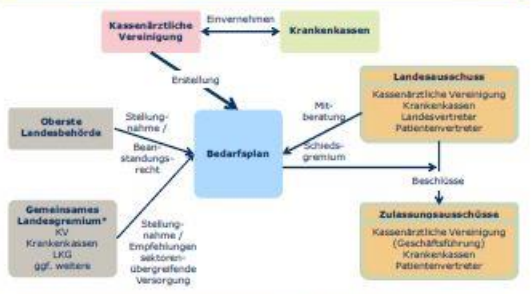 Kassenärztliche
Vereinigung
Einvernehmen
Krankenkassen
Erstellung
Landesausschuss
Kassenärztliche Vereinigung
Krankenkassen
Landesvertreter
Patientenvertreter
Oberste
Landesbehörde
Stellung-
nahme /
Bean-
standungs-
recht
Bedarfsplan
Mit-
beratung
Schieds-
gremium
Beschlüsse
Gemeinsames
Landesgremium*
KV
Krankenkassen
LKG
ggf. weitere
Stellung-
nahme /
Empfehlungen
sektoren-
übergreifende
Versorgung
Zulassungsausschüsse
Kassenärztliche Vereinigung
(Geschäftsführung)
Krankenkassen
Patientenvertreter